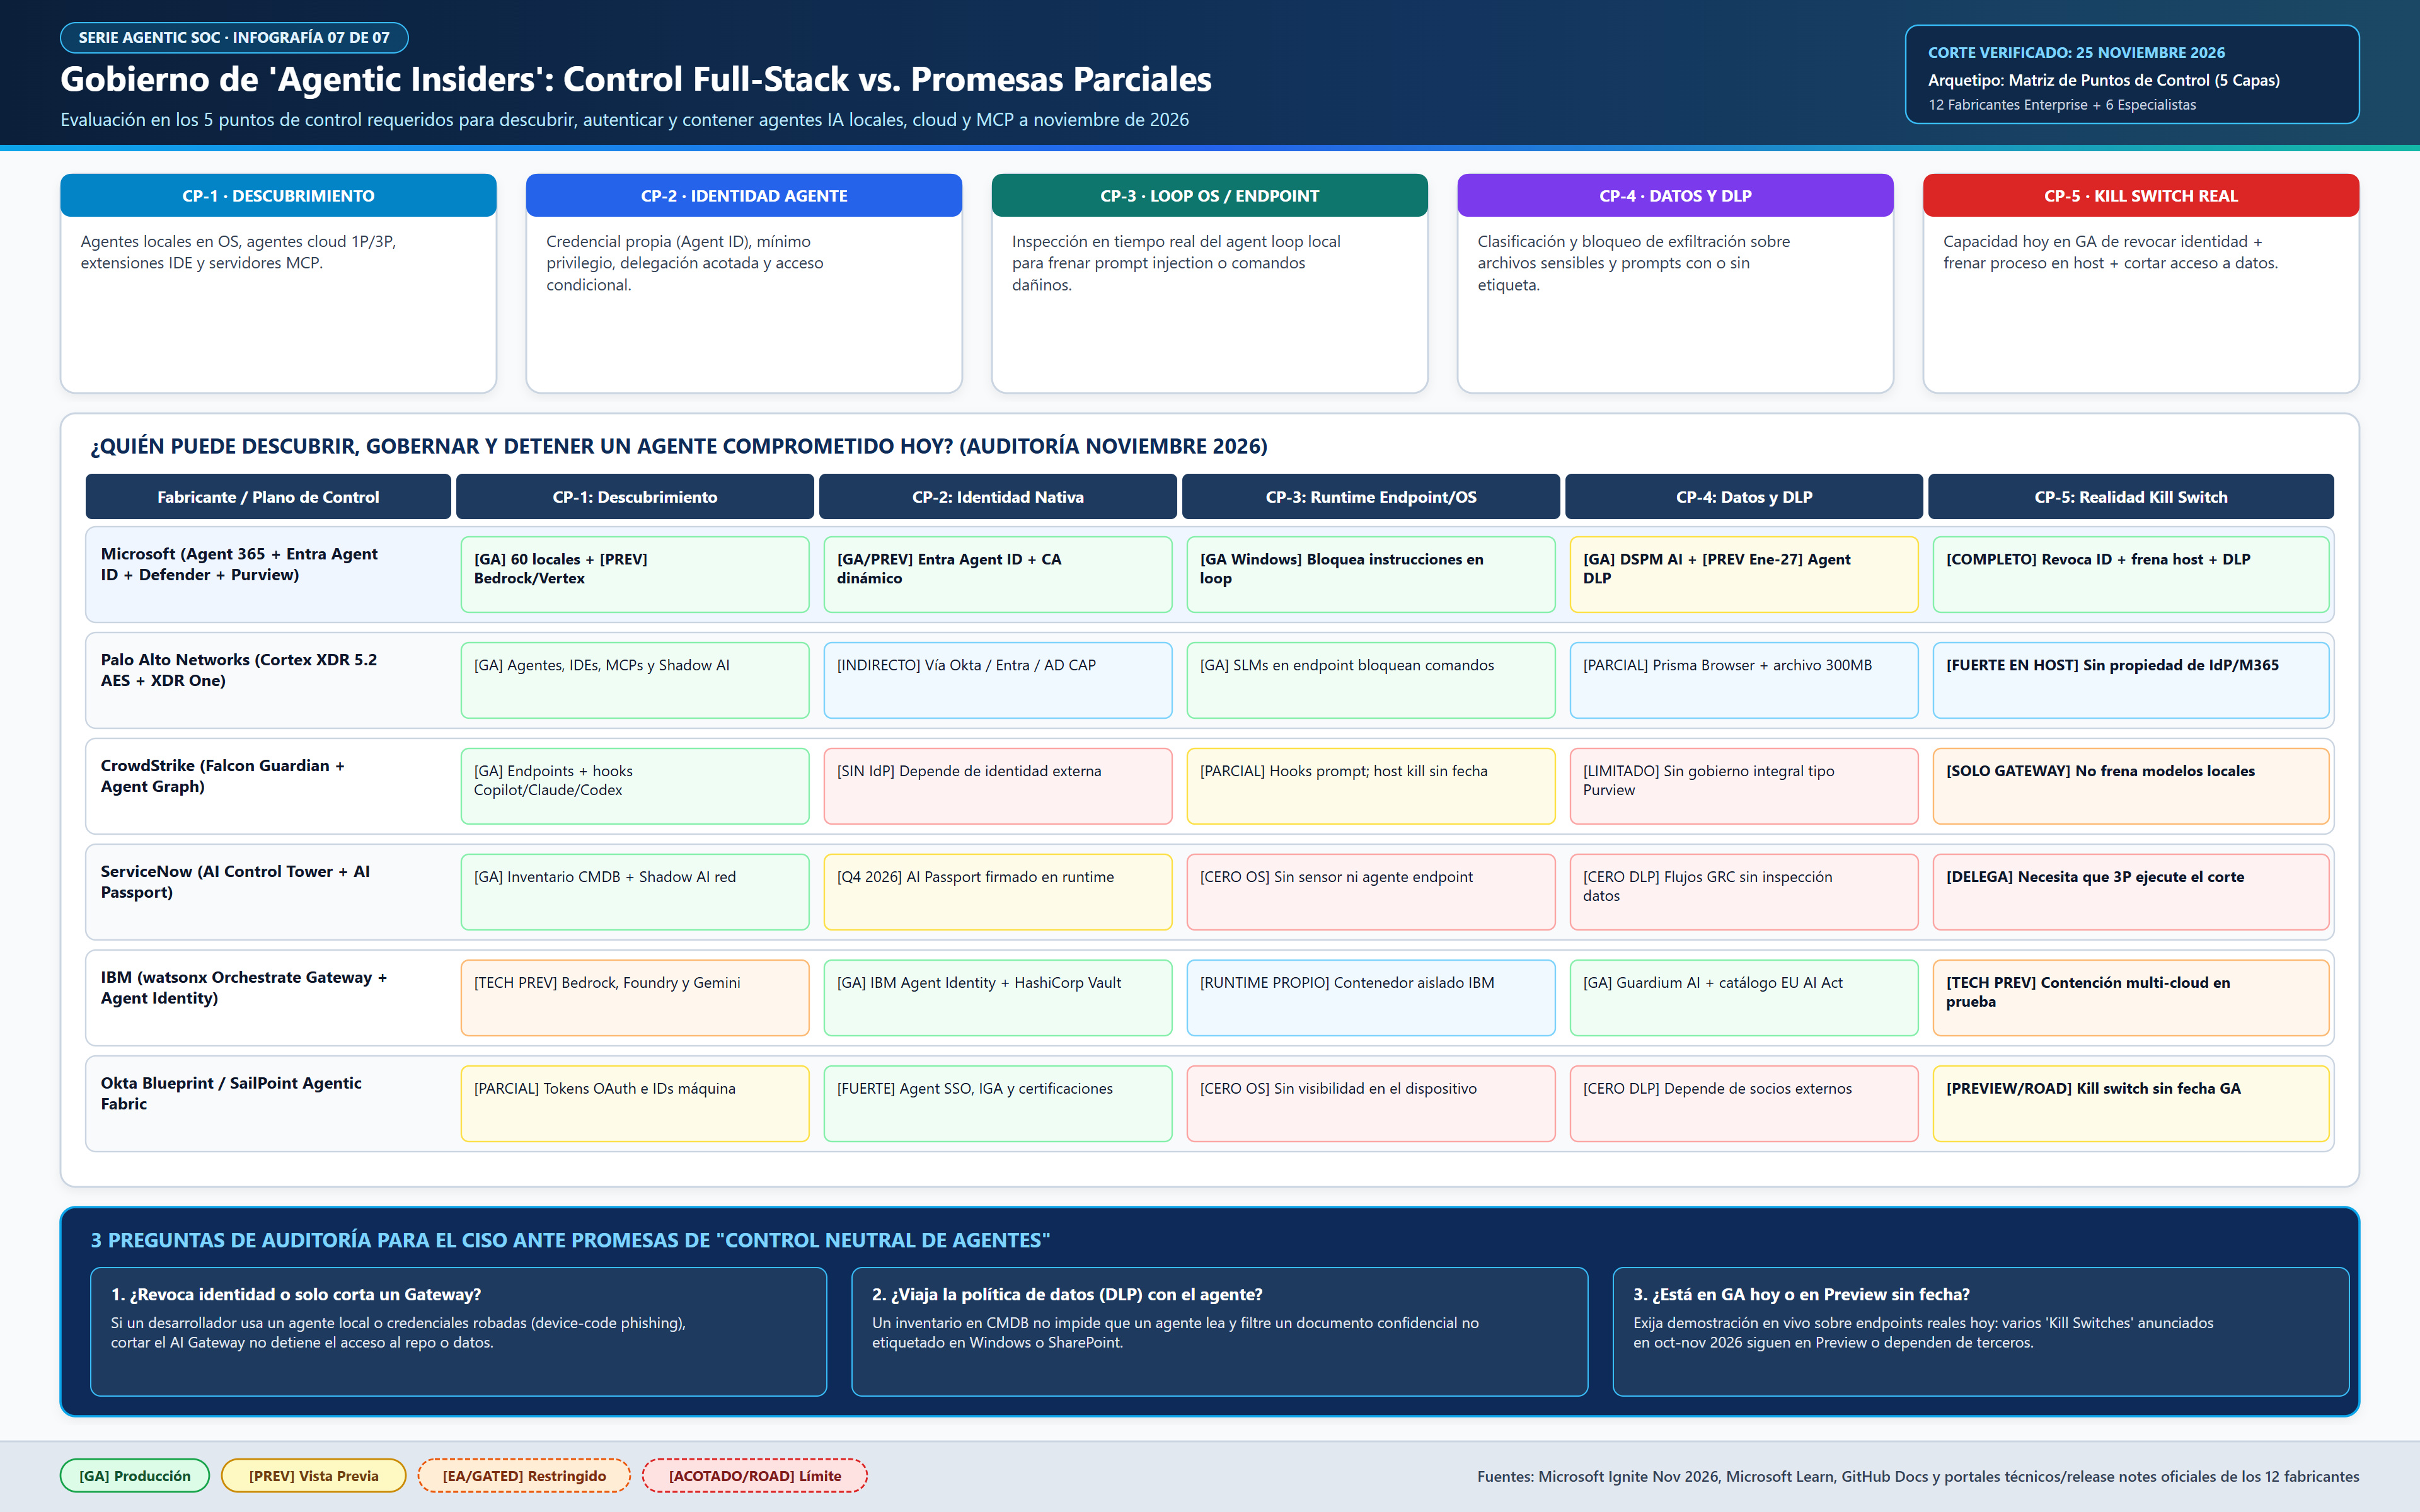 SERIE AGENTIC SOC · INFOGRAFÍA 07 DE 07
Gobierno de 'Agentic Insiders': Control Full-Stack vs. Promesas Parciales
Evaluación en los 5 puntos de control requeridos para descubrir, autenticar y contener agentes IA locales, cloud y MCP a noviembre de 2026
CORTE VERIFICADO: 25 NOVIEMBRE 2026
Arquetipo: Matriz de Puntos de Control (5 Capas)
12 Fabricantes Enterprise + 6 Especialistas
CP-1 · DESCUBRIMIENTO
Agentes locales en OS, agentes cloud 1P/3P,
extensiones IDE y servidores MCP.
CP-2 · IDENTIDAD AGENTE
Credencial propia (Agent ID), mínimo
privilegio, delegación acotada y acceso
condicional.
CP-3 · LOOP OS / ENDPOINT
Inspección en tiempo real del agent loop local
para frenar prompt injection o comandos
dañinos.
CP-4 · DATOS Y DLP
Clasificación y bloqueo de exfiltración sobre
archivos sensibles y prompts con o sin
etiqueta.
CP-5 · KILL SWITCH REAL
Capacidad hoy en GA de revocar identidad +
frenar proceso en host + cortar acceso a datos.
¿QUIÉN PUEDE DESCUBRIR, GOBERNAR Y DETENER UN AGENTE COMPROMETIDO HOY? (AUDITORÍA NOVIEMBRE 2026)
Fabricante / Plano de Control
CP-1: Descubrimiento
CP-2: Identidad Nativa
CP-3: Runtime Endpoint/OS
CP-4: Datos y DLP
CP-5: Realidad Kill Switch
Microsoft (Agent 365 + Entra Agent
ID + Defender + Purview)
[GA] 60 locales + [PREV]
Bedrock/Vertex
[GA/PREV] Entra Agent ID + CA
dinámico
[GA Windows] Bloquea instrucciones en
loop
[GA] DSPM AI + [PREV Ene-27] Agent
DLP
[COMPLETO] Revoca ID + frena host + DLP
Palo Alto Networks (Cortex XDR 5.2
AES + XDR One)
[GA] Agentes, IDEs, MCPs y Shadow AI
[INDIRECTO] Vía Okta / Entra / AD CAP
[GA] SLMs en endpoint bloquean comandos
[PARCIAL] Prisma Browser + archivo 300MB
[FUERTE EN HOST] Sin propiedad de IdP/M365
CrowdStrike (Falcon Guardian +
Agent Graph)
[GA] Endpoints + hooks
Copilot/Claude/Codex
[SIN IdP] Depende de identidad externa
[PARCIAL] Hooks prompt; host kill sin fecha
[LIMITADO] Sin gobierno integral tipo
Purview
[SOLO GATEWAY] No frena modelos locales
ServiceNow (AI Control Tower + AI
Passport)
[GA] Inventario CMDB + Shadow AI red
[Q4 2026] AI Passport firmado en runtime
[CERO OS] Sin sensor ni agente endpoint
[CERO DLP] Flujos GRC sin inspección
datos
[DELEGA] Necesita que 3P ejecute el corte
IBM (watsonx Orchestrate Gateway +
Agent Identity)
[TECH PREV] Bedrock, Foundry y Gemini
[GA] IBM Agent Identity + HashiCorp Vault
[RUNTIME PROPIO] Contenedor aislado IBM
[GA] Guardium AI + catálogo EU AI Act
[TECH PREV] Contención multi-cloud en
prueba
Okta Blueprint / SailPoint Agentic
Fabric
[PARCIAL] Tokens OAuth e IDs máquina
[FUERTE] Agent SSO, IGA y certificaciones
[CERO OS] Sin visibilidad en el dispositivo
[CERO DLP] Depende de socios externos
[PREVIEW/ROAD] Kill switch sin fecha GA
3 PREGUNTAS DE AUDITORÍA PARA EL CISO ANTE PROMESAS DE "CONTROL NEUTRAL DE AGENTES"
1. ¿Revoca identidad o solo corta un Gateway?
Si un desarrollador usa un agente local o credenciales robadas (device-code phishing),
cortar el AI Gateway no detiene el acceso al repo o datos.
2. ¿Viaja la política de datos (DLP) con el agente?
Un inventario en CMDB no impide que un agente lea y filtre un documento confidencial no
etiquetado en Windows o SharePoint.
3. ¿Está en GA hoy o en Preview sin fecha?
Exija demostración en vivo sobre endpoints reales hoy: varios 'Kill Switches' anunciados
en oct-nov 2026 siguen en Preview o dependen de terceros.
[GA] Producción
[PREV] Vista Previa
[EA/GATED] Restringido
[ACOTADO/ROAD] Límite
Fuentes: Microsoft Ignite Nov 2026, Microsoft Learn, GitHub Docs y portales técnicos/release notes oficiales de los 12 fabricantes